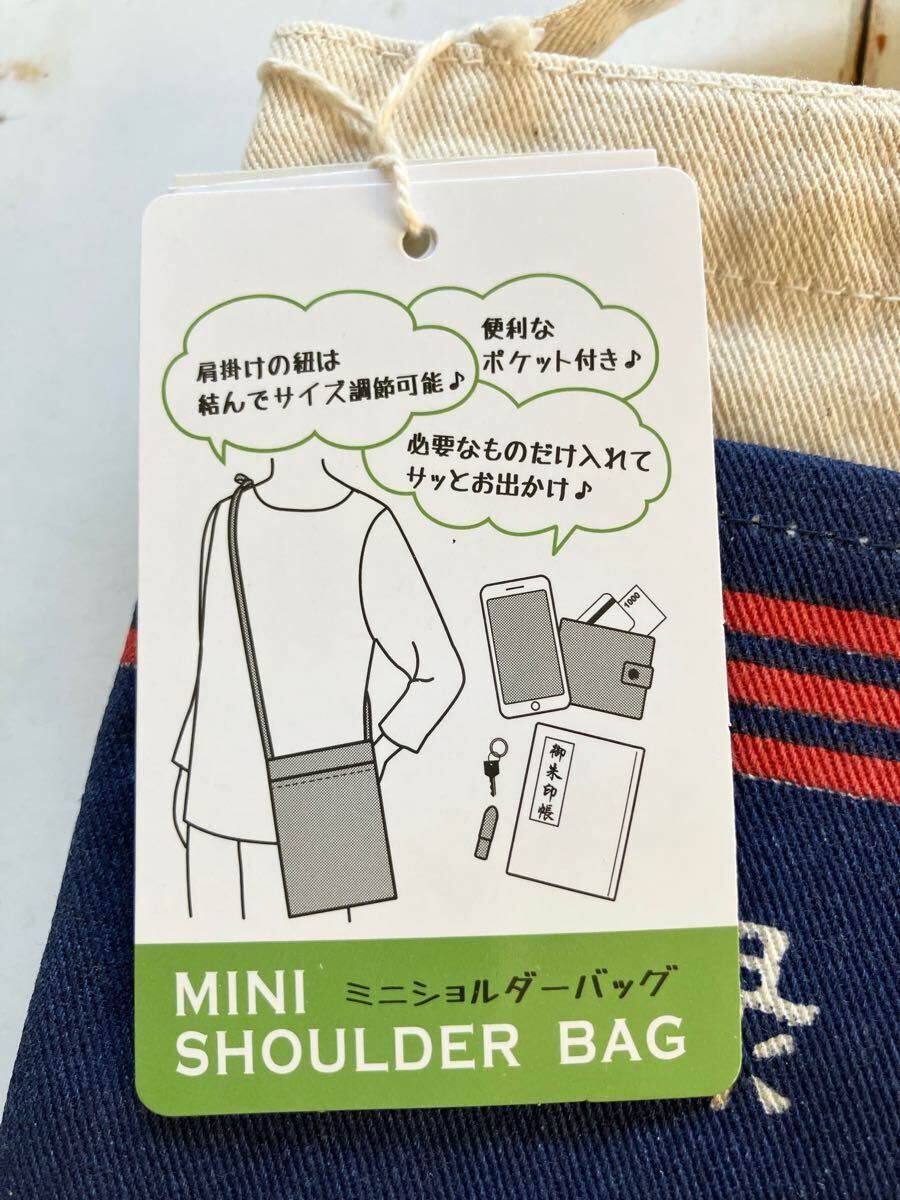 肩掛けの紐は
結んでサイズ調節可能♪
便利な
ポケット付き♪
必要なものだけ入れて
サッとお出かけ♪
1000
御朱印帳
MINI ミニショルダーバッグ
SHOULDER BAG